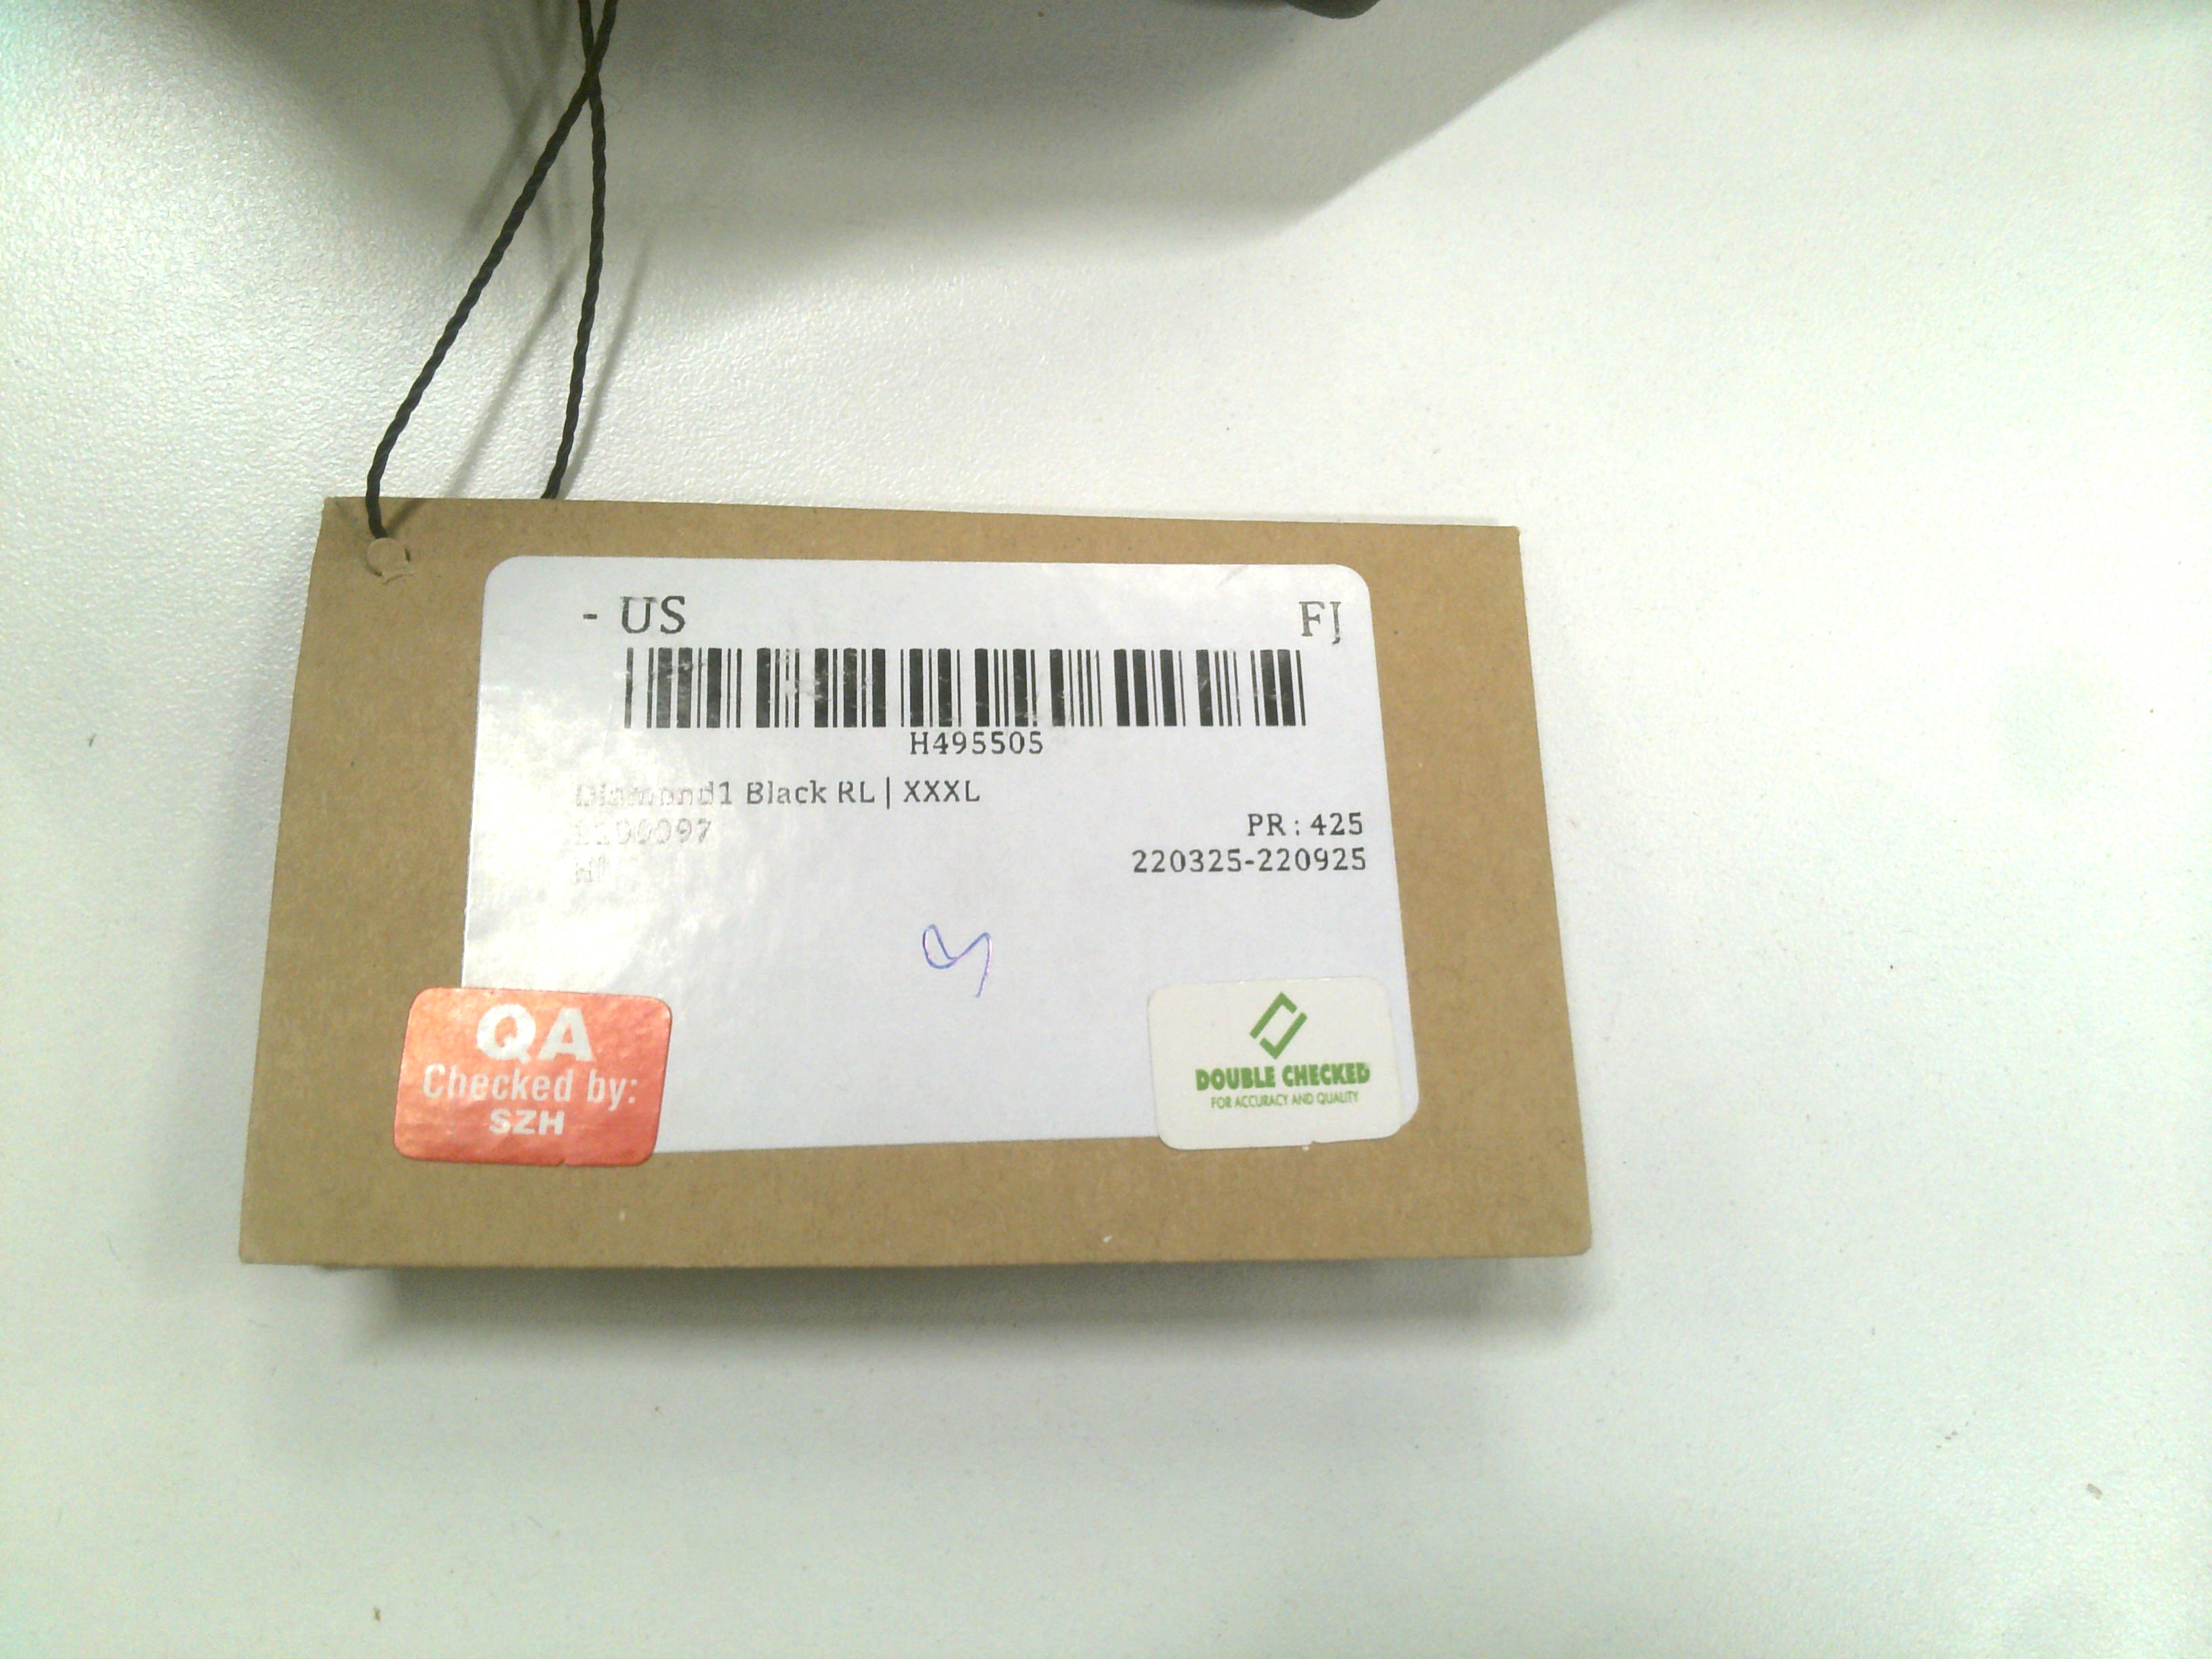 - US FJ
H495505
Diamond1 Black RL | XXXL
PR : 425
220325-220925
QA
Checked by:
SZH
DOUBLE CHECKED
FOR ACCURACY AND QUALITY